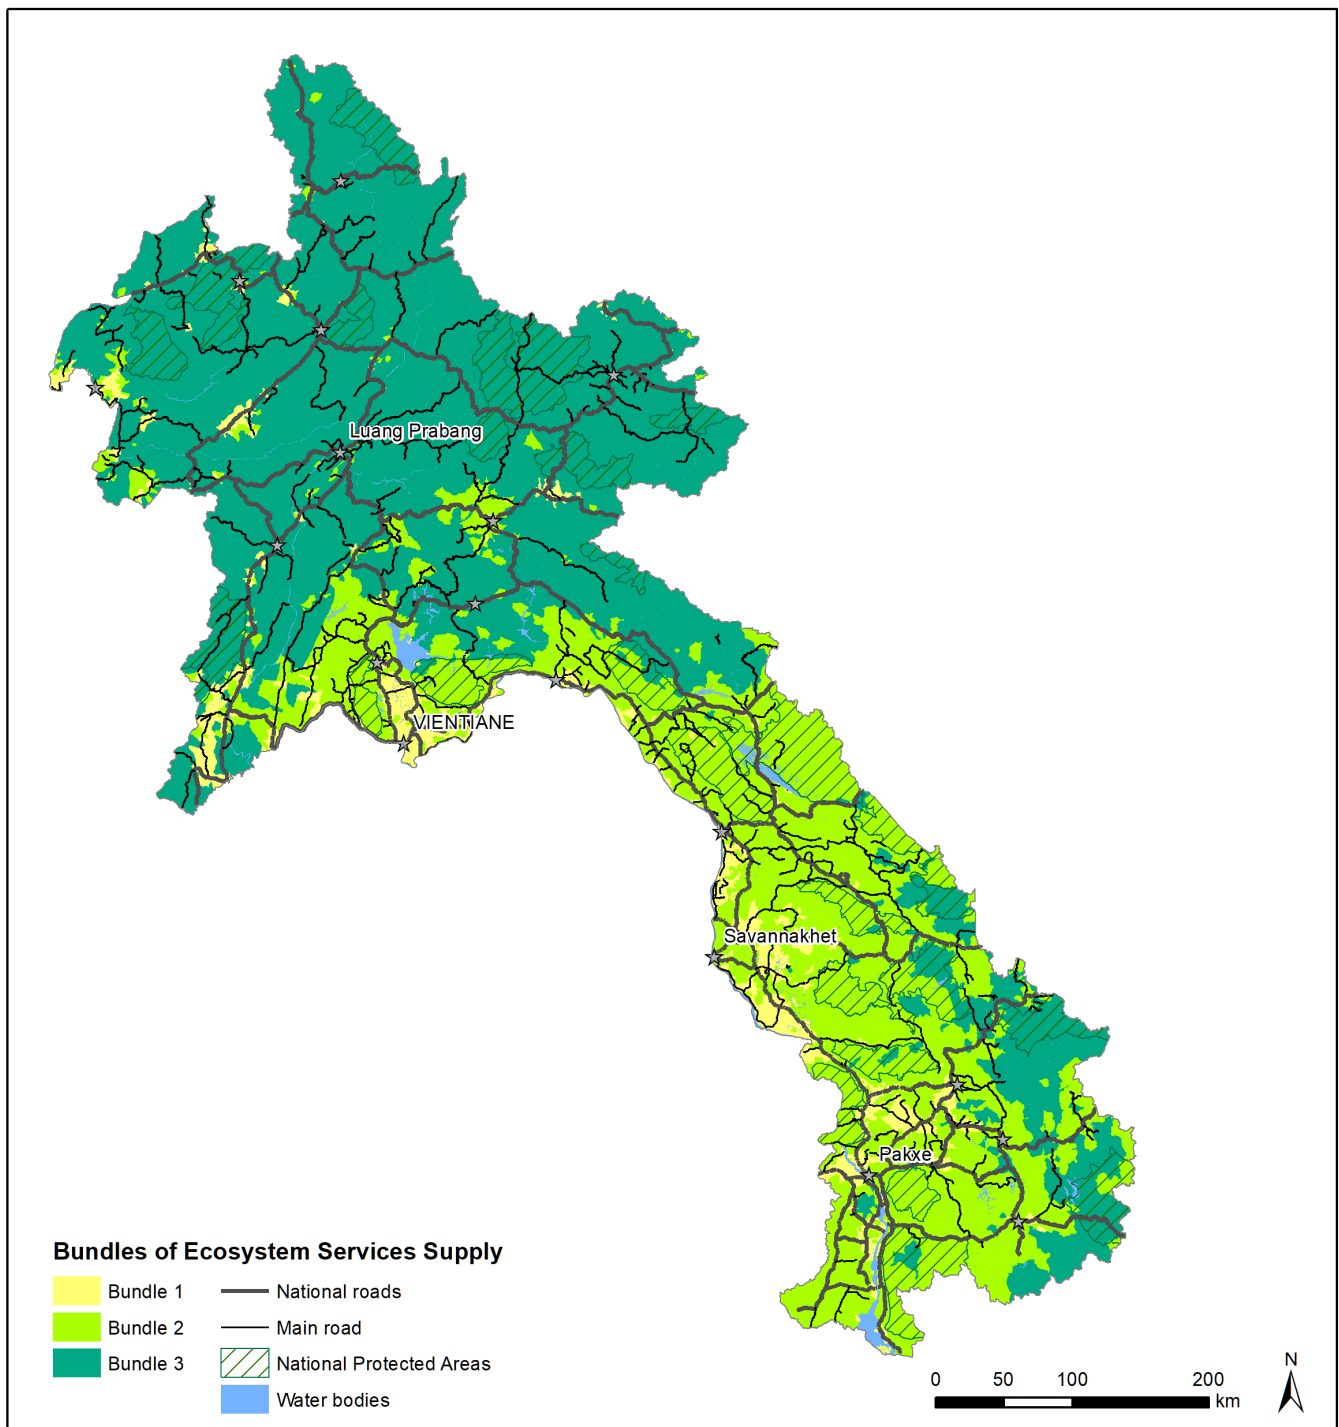 Luang Prabang
VIENTIANE
Savannakhet
Pakxe
Bundles of Ecosystem Services Supply
Bundle 1
National roads
Bundle 2
Main road
Bundle 3
National Protected Areas
Water bodies
0 50 100 200
km
N